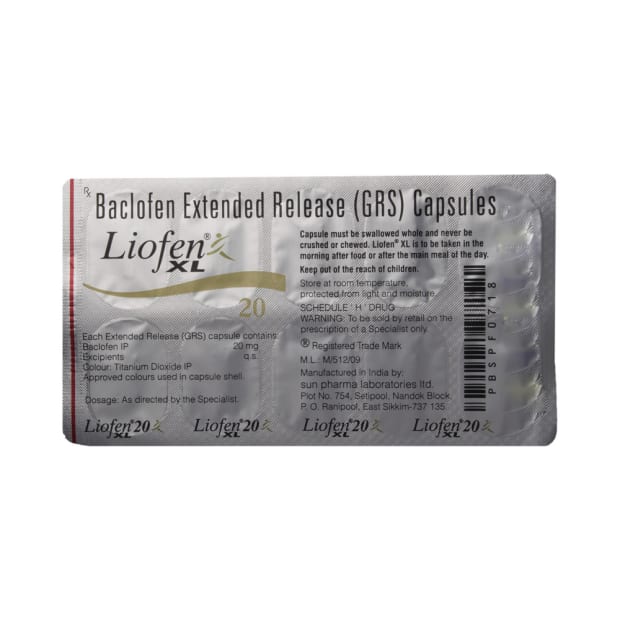 Rx
Baclofen Extended Release (GRS) Capsules
Liofen®
XL
20
Capsule must be swallowed whole and never be
crushed or chewed. Liofen® XL is to be taken in the
morning after food or after the main meal of the day.
Keep out of the reach of children.
Store at room temperature,
protected from light and moisture.
SCHEDULE 'H' DRUG
WARNING: To be sold by retail on the
prescription of a Specialist only.
® Registered Trade Mark
M.L.: M/512/09
Manufactured in India by:
sun pharma laboratories ltd.
Plot No. 754, Setipool, Nandok Block,
P. O. Ranipool, East Sikkim-737 135
Each Extended Release (GRS) capsule contains:
Baclofen IP 20 mg
Excipients q.s.
Colour: Titanium Dioxide IP
Approved colours used in capsule shell.
Dosage: As directed by the Specialist.
PBSPF0718
Liofen®20 XL
Liofen®20 XL
Liofen®20 XL
Liofen®20 XL